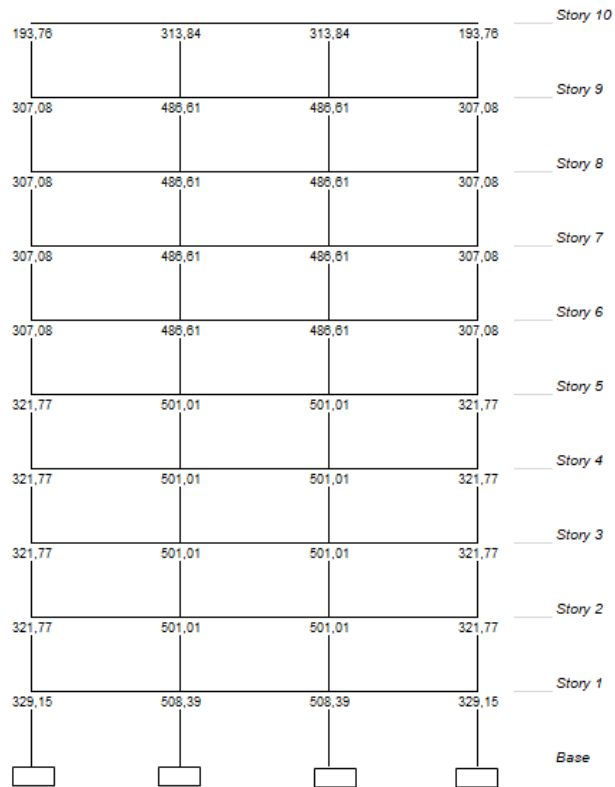 Story 10
193,76 313,84 313,84 193,76
Story 9
307,08 486,61 486,61 307,08
Story 8
307,08 486,61 486,61 307,08
Story 7
307,08 486,61 486,61 307,08
Story 6
307,08 486,61 486,61 307,08
Story 5
321,77 501,01 501,01 321,77
Story 4
321,77 501,01 501,01 321,77
Story 3
321,77 501,01 501,01 321,77
Story 2
321,77 501,01 501,01 321,77
Story 1
329,15 508,39 508,39 329,15
Base